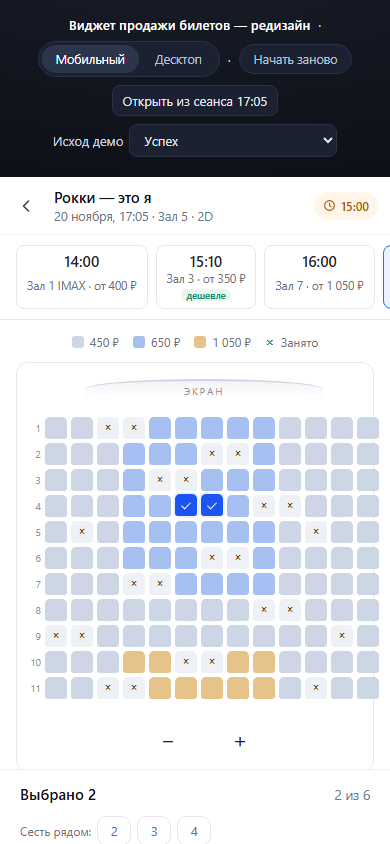 Виджет продажи билетов — редизайн ·
Мобильный Десктоп · Начать заново
Открыть из сеанса 17:05
Исход демо Успех
Рокки — это я
20 ноября, 17:05 · Зал 5 · 2D
15:00
14:00
Зал 1 IMAX · от 400 ₽
15:10
Зал 3 · от 350 ₽
дешевле
16:00
Зал 7 · от 1 050 ₽
450 ₽ 650 ₽ 1 050 ₽ × Занято
ЭКРАН
1 × ×
2 × ×
3 × ×
4 × ×
5 × ×
6 × ×
7 × ×
8 × ×
9 × × ×
10 × ×
11 × × ×
− +
Выбрано 2 2 из 6
Сесть рядом: 2 3 4